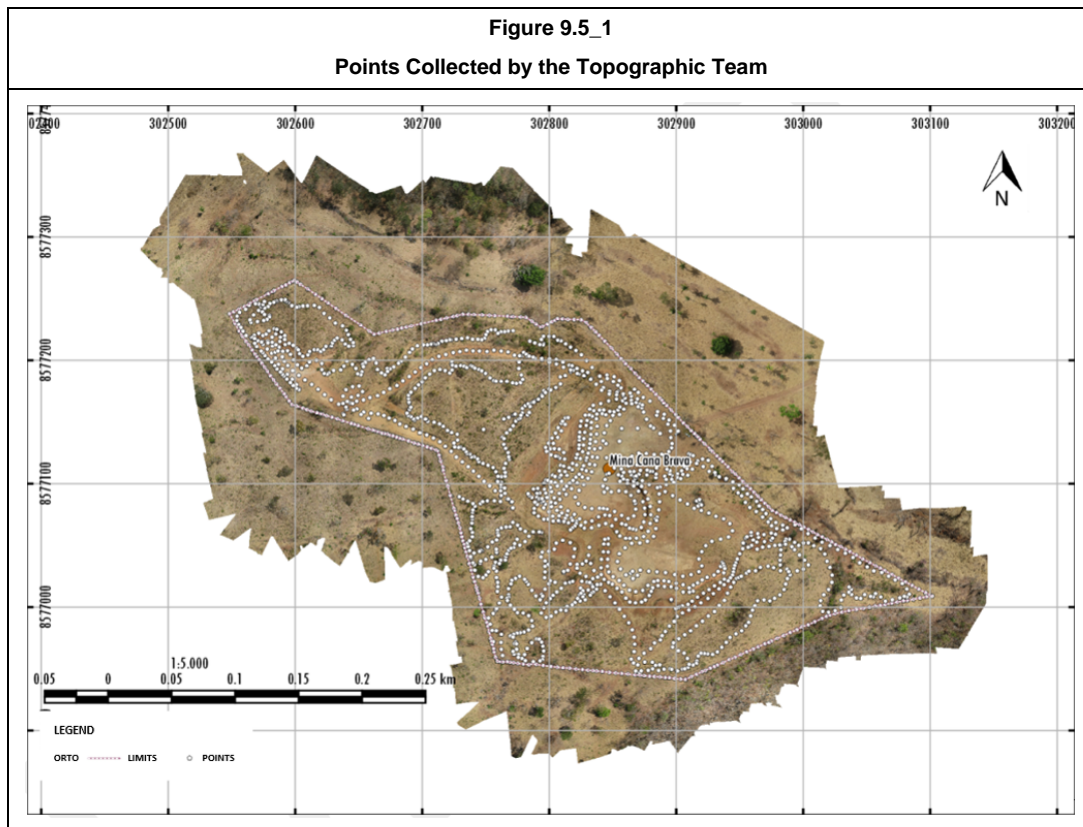 Figure 9.5_1
Points Collected by the Topographic Team
302500 302600 302700 302800 302900 303000 303100 303200
N
8577300
8577200
Mina Cana Brava
8577100
8577000
1:5.000
0.05 0 0.05 0.1 0.15 0.2 0.25 km
LEGEND
ORTO LIMITS POINTS